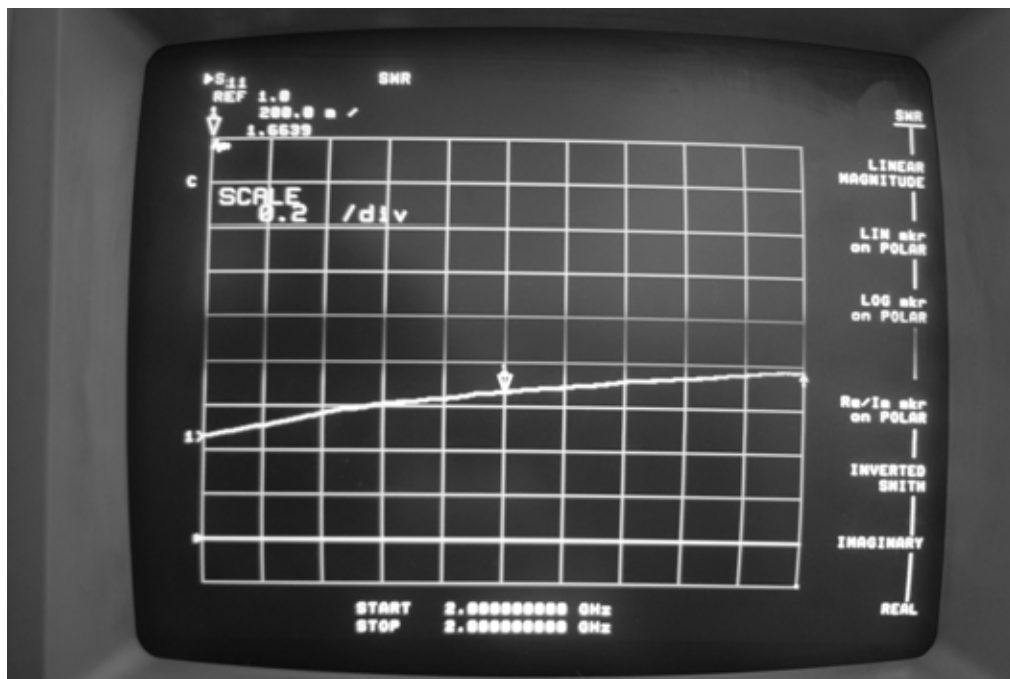 ▶S11 SWR
REF 1.0
1 200.0 m /
1.6639
C
SCALE
0.2 /div
1>
START 2.000000000 GHz
STOP 2.000000000 GHz
SWR
LINEAR
MAGNITUDE
LIN mkr
on POLAR
LOG mkr
on POLAR
Re/Im mkr
on POLAR
INVERTED
SMITH
IMAGINARY
REAL